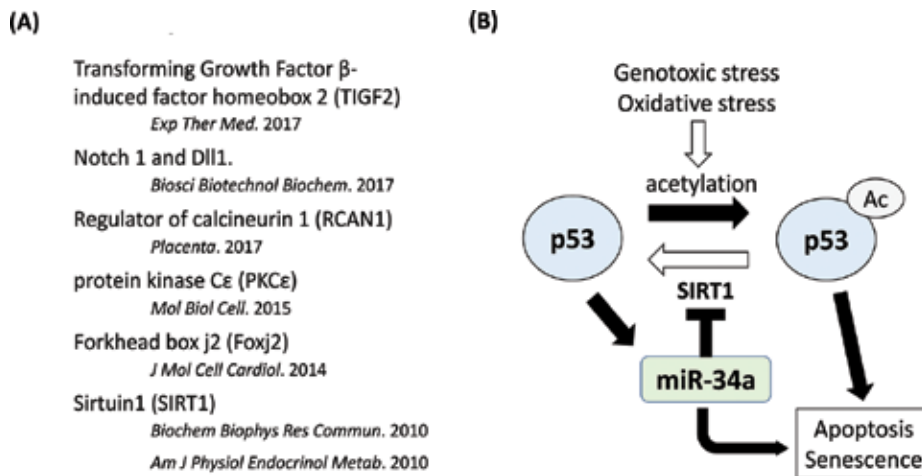 (A)
Transforming Growth Factor β-
induced factor homeobox 2 (TIGF2)
Exp Ther Med. 2017
Notch 1 and Dll1.
Biosci Biotechnol Biochem. 2017
Regulator of calcineurin 1 (RCAN1)
Placenta. 2017
protein kinase Cε (PKCε)
Mol Biol Cell. 2015
Forkhead box j2 (Foxj2)
J Mol Cell Cardiol. 2014
Sirtuin1 (SIRT1)
Biochem Biophys Res Commun. 2010
Am J Physiol Endocrinol Metab. 2010
(B)
Genotoxic stress
Oxidative stress
acetylation
p53
Ac
p53
SIRT1
miR-34a
Apoptosis
Senescence